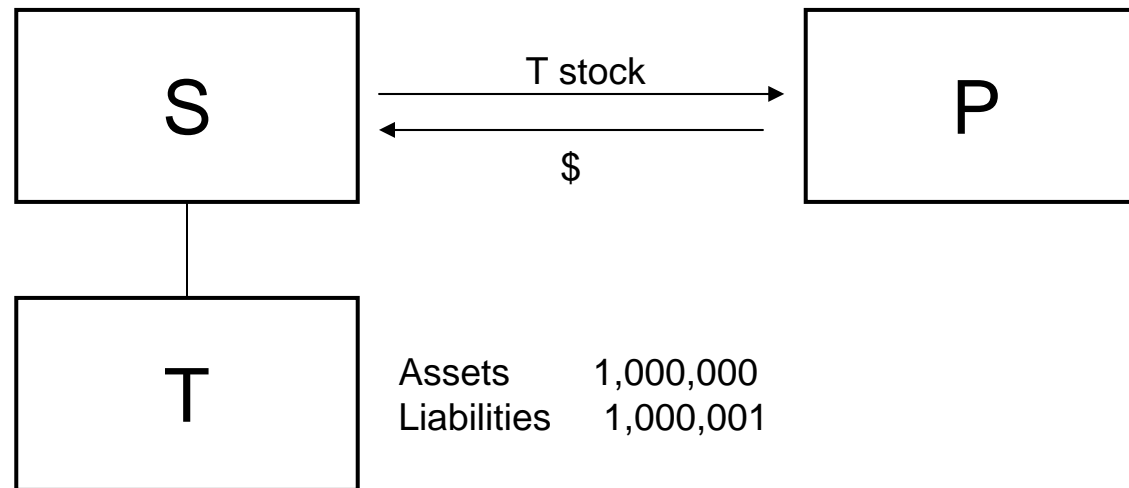 S
T stock
$
P
T
Assets 1,000,000
Liabilities 1,000,001